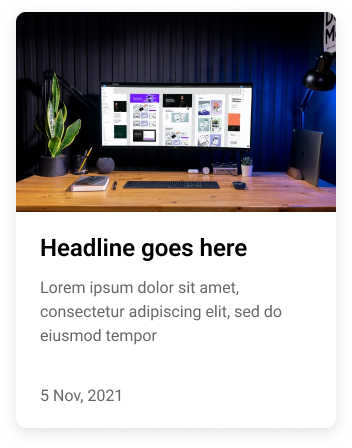 Headline goes here
Lorem ipsum dolor sit amet,
consectetur adipiscing elit, sed do
eiusmod tempor
5 Nov, 2021